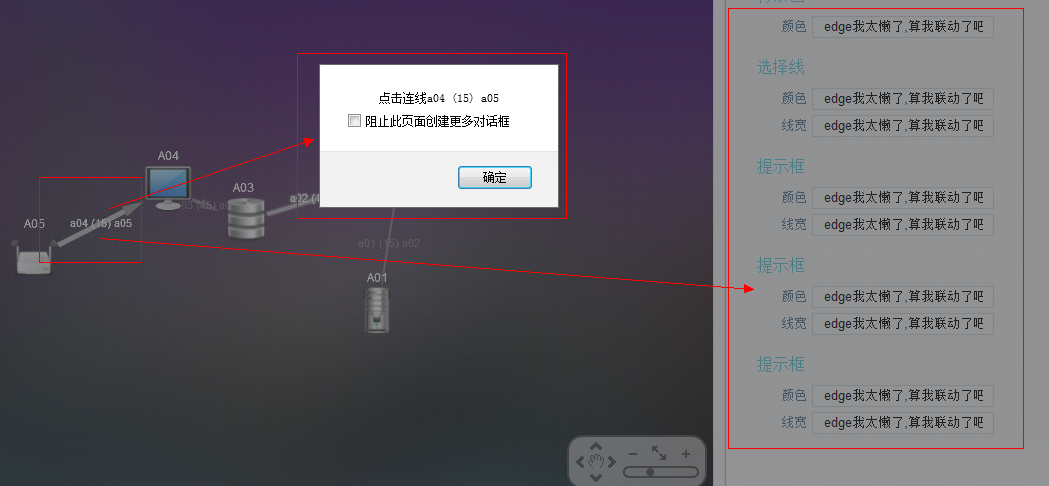 点击连线a04 (15) a05
阻止此页面创建更多对话框
确定
A04
A03
A05
a04 (15) a05
a01 (15) a02
A01
颜色 edge我太懒了,算我联动了吧
选择线
颜色 edge我太懒了,算我联动了吧
线宽 edge我太懒了,算我联动了吧
提示框
颜色 edge我太懒了,算我联动了吧
线宽 edge我太懒了,算我联动了吧
提示框
颜色 edge我太懒了,算我联动了吧
线宽 edge我太懒了,算我联动了吧
提示框
颜色 edge我太懒了,算我联动了吧
线宽 edge我太懒了,算我联动了吧